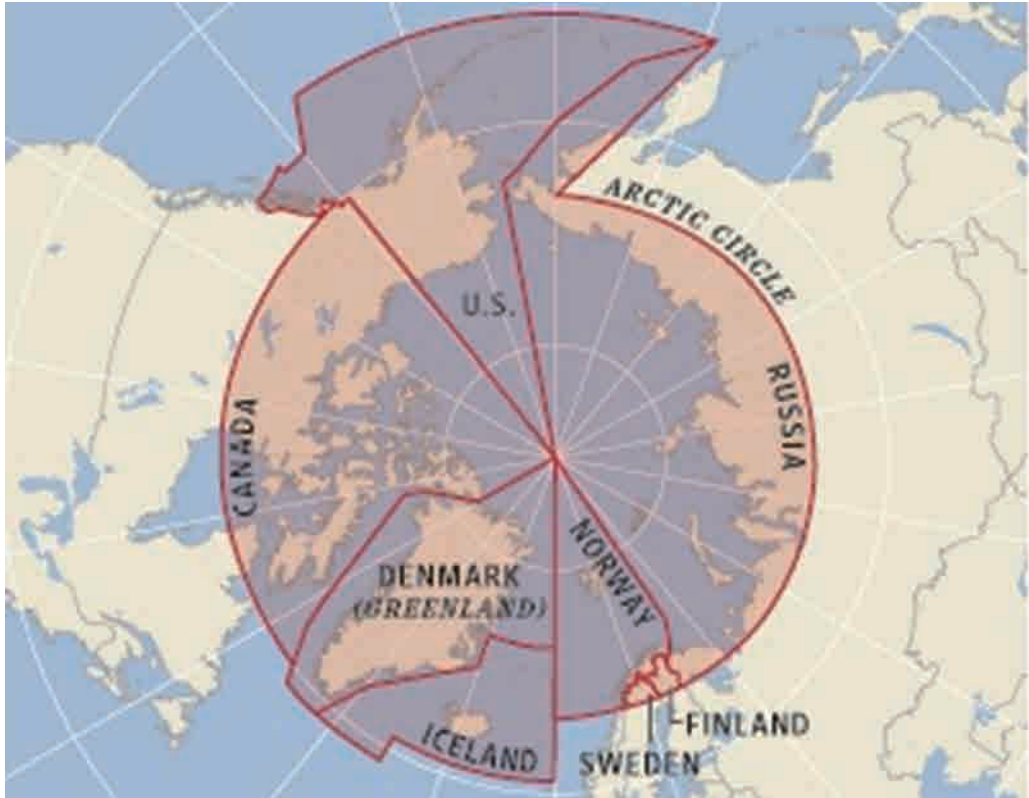 ARCTIC CIRCLE
U.S.
RUSSIA
CANADA
NORWAY
DENMARK
(GREENLAND)
ICELAND
FINLAND
SWEDEN